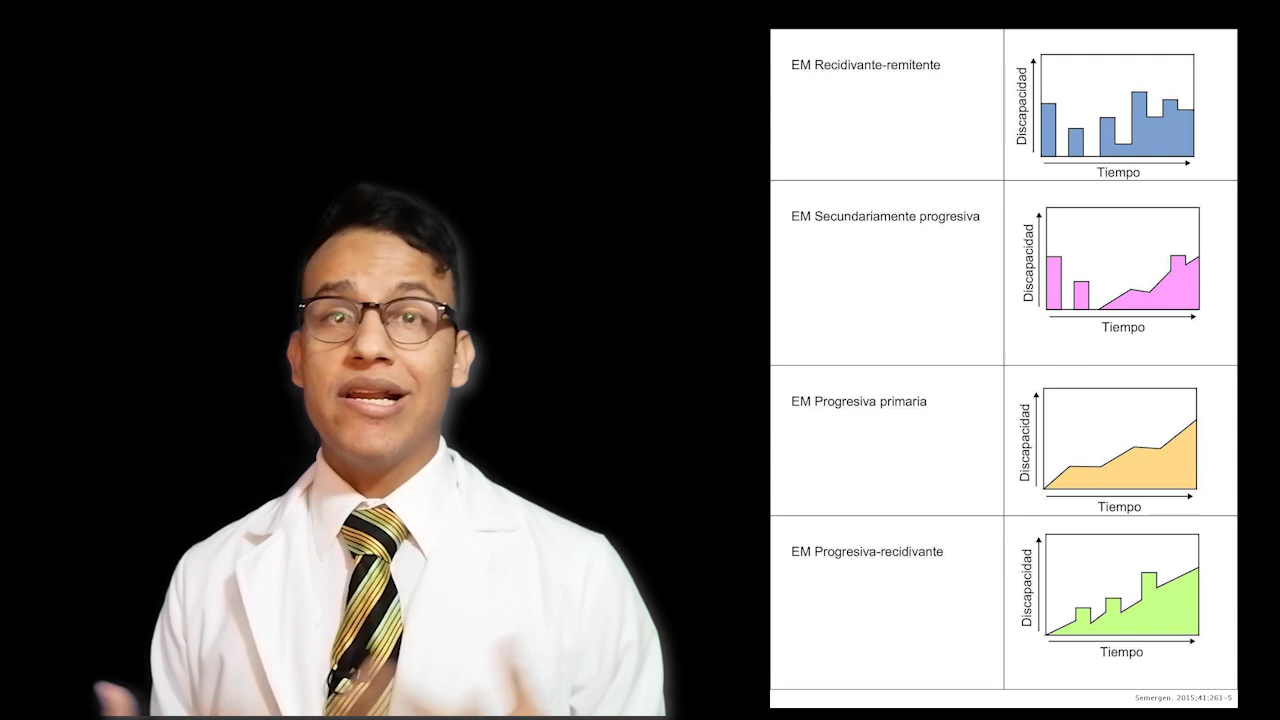 EM Recidivante-remitente
Discapacidad
Tiempo
EM Secundariamente progresiva
Discapacidad
Tiempo
EM Progresiva primaria
Discapacidad
Tiempo
EM Progresiva-recidivante
Discapacidad
Tiempo
Semergen. 2015;41:261-5